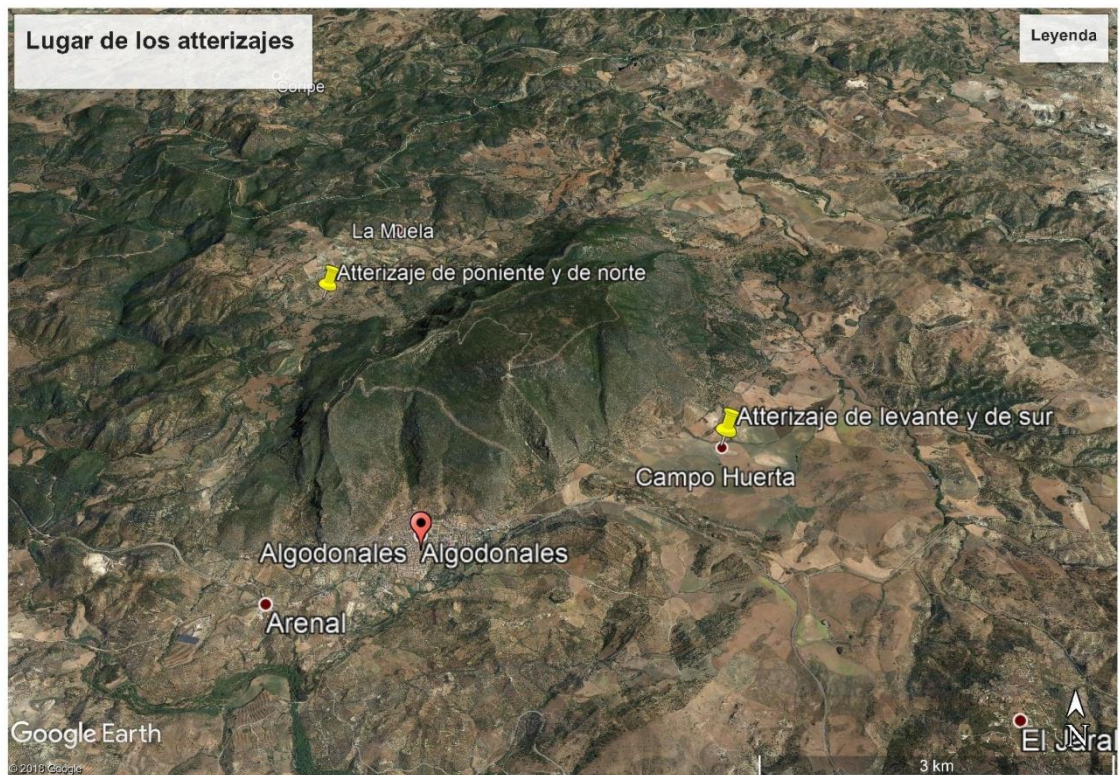 Lugar de los atterizajes
Leyenda
Coripe
La Muela
Atterizaje de poniente y de norte
Atterizaje de levante y de sur
Campo Huerta
Algodonales Algodonales
Arenal
El Jaral
N
Google Earth
© 2018 Google
3 km